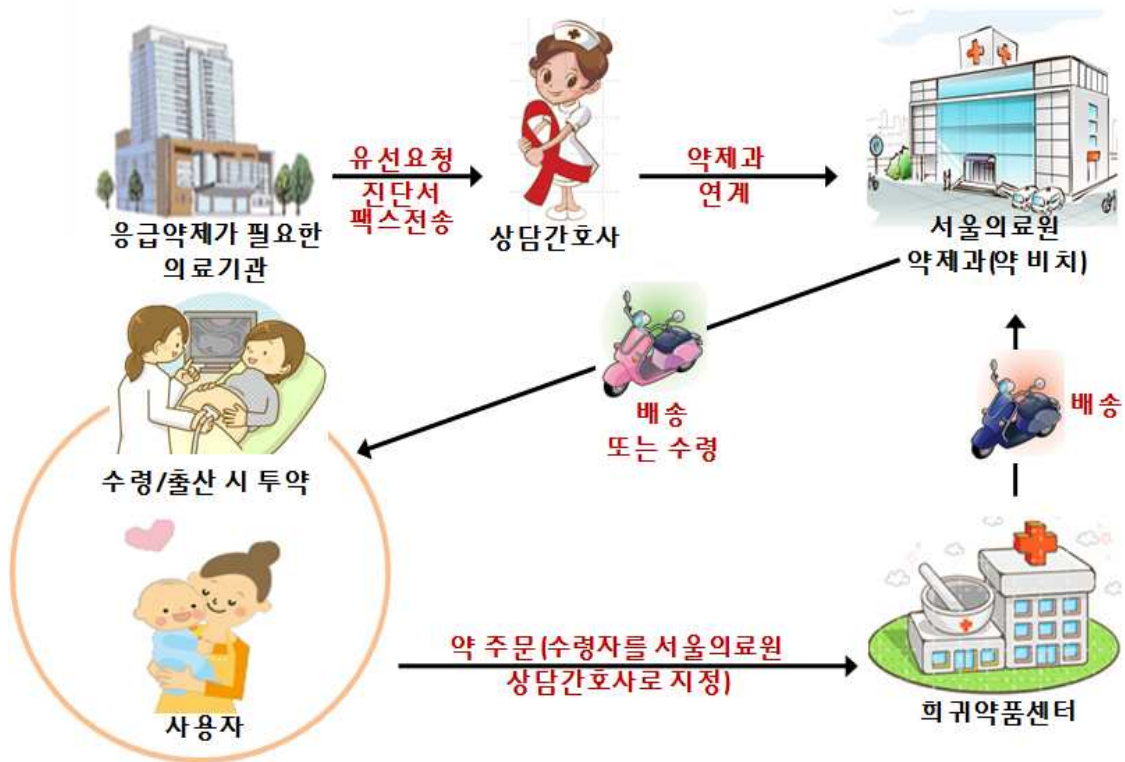 유선요청
진단서
팩스전송
약제과
연계
응급약제가 필요한
의료기관
상담간호사
서울의료원
약제과(약 비치)
배송
또는 수령
배송
수령/출산 시 투약
약 주문(수령자를 서울의료원
상담간호사로 지정)
사용자
희귀약품센터